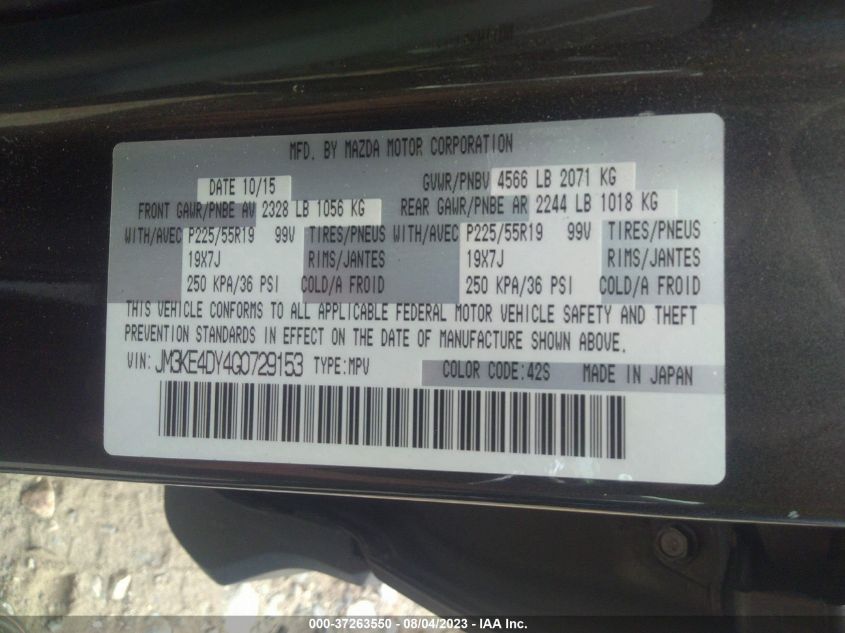 MFD. BY MAZDA MOTOR CORPORATION
DATE 10/15 GVWR/PNBV 4566 LB 2071 KG
FRONT GAWR/PNBE AV 2328 LB 1056 KG REAR GAWR/PNBE AR 2244 LB 1018 KG
WITH/AVEC P225/55R19 99V TIRES/PNEUS WITH/AVEC P225/55R19 99V TIRES/PNEUS
19X7J RIMS/JANTES 19X7J RIMS/JANTES
250 KPA/36 PSI COLD/A FROID 250 KPA/36 PSI COLD/A FROID
THIS VEHICLE CONFORMS TO ALL APPLICABLE FEDERAL MOTOR VEHICLE SAFETY AND THEFT
PREVENTION STANDARDS IN EFFECT ON THE DATE OF MANUFACTURE SHOWN ABOVE.
VIN: JM3KE4DY4G0729153 TYPE:MPV COLOR CODE:42S MADE IN JAPAN
000-37263550 - 08/04/2023 - IAA Inc.